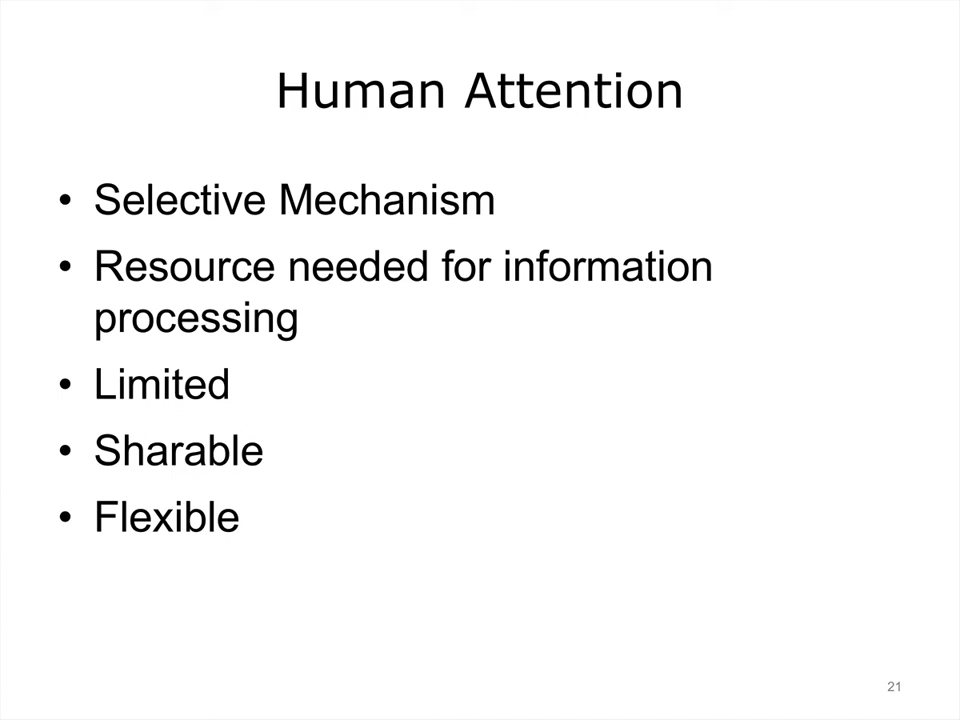 Human Attention
• Selective Mechanism
• Resource needed for information
processing
• Limited
• Sharable
• Flexible
21